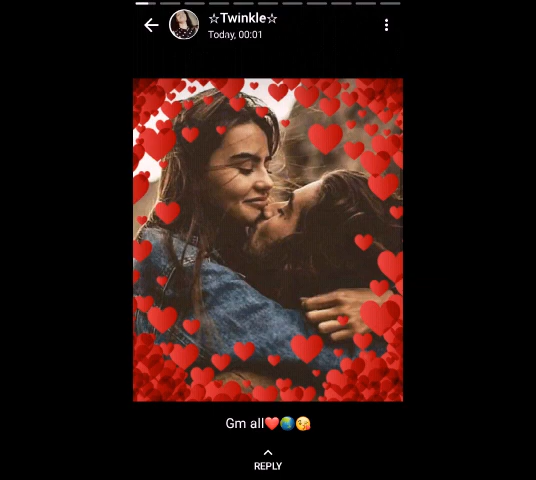 ☆Twinkle☆
Today, 00:01
Gm all❤️🌏😘
REPLY